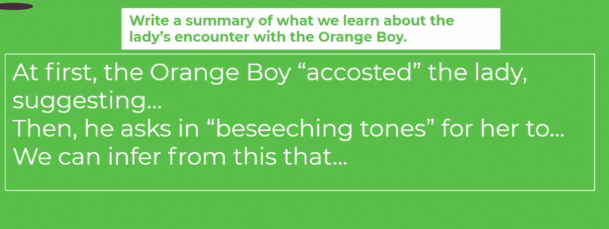 Write a summary of what we learn about the
lady's encounter with the Orange Boy.
At first, the Orange Boy “accosted” the lady,
suggesting...
Then, he asks in “beseeching tones” for her to...
We can infer from this that...